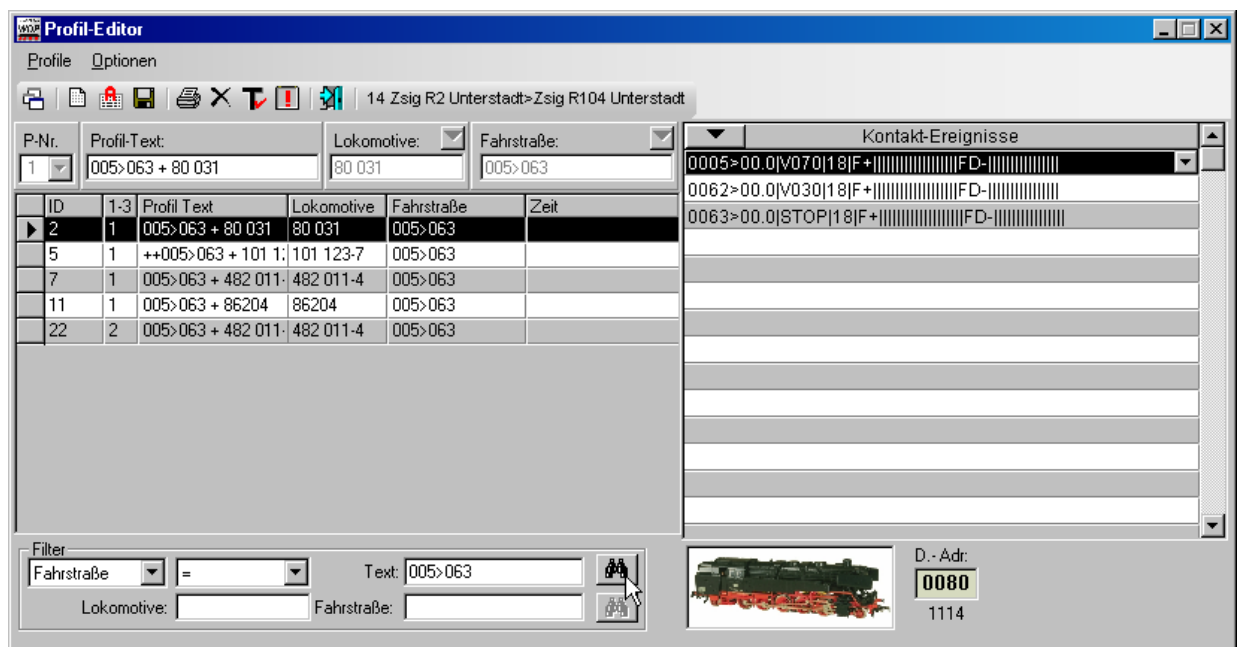 Profil-Editor
Profile Optionen
14 Zsig R2 Unterstadt>Zsig R104 Unterstadt
P-Nr. Profil-Text: Lokomotive: Fahrstraße:
1 005>063 + 80 031 80 031 005>063
ID 1-3 Profil Text Lokomotive Fahrstraße Zeit
2 1 005>063 + 80 031 80 031 005>063
5 1 ++005>063 + 101 1: 101 123-7 005>063
7 1 005>063 + 482 011- 482 011-4 005>063
11 1 005>063 + 86204 86204 005>063
22 2 005>063 + 482 011- 482 011-4 005>063
Kontakt-Ereignisse
0005>00.0|V070|18|F+||||||||||||||||||||FD-||||||||||||||||
0062>00.0|V030|18|F+||||||||||||||||||||FD-||||||||||||||||
0063>00.0|STOP|18|F+||||||||||||||||||||FD-||||||||||||||||
Filter
Fahrstraße = Text: 005>063
Lokomotive: Fahrstraße:
D.- Adr:
0080
1114